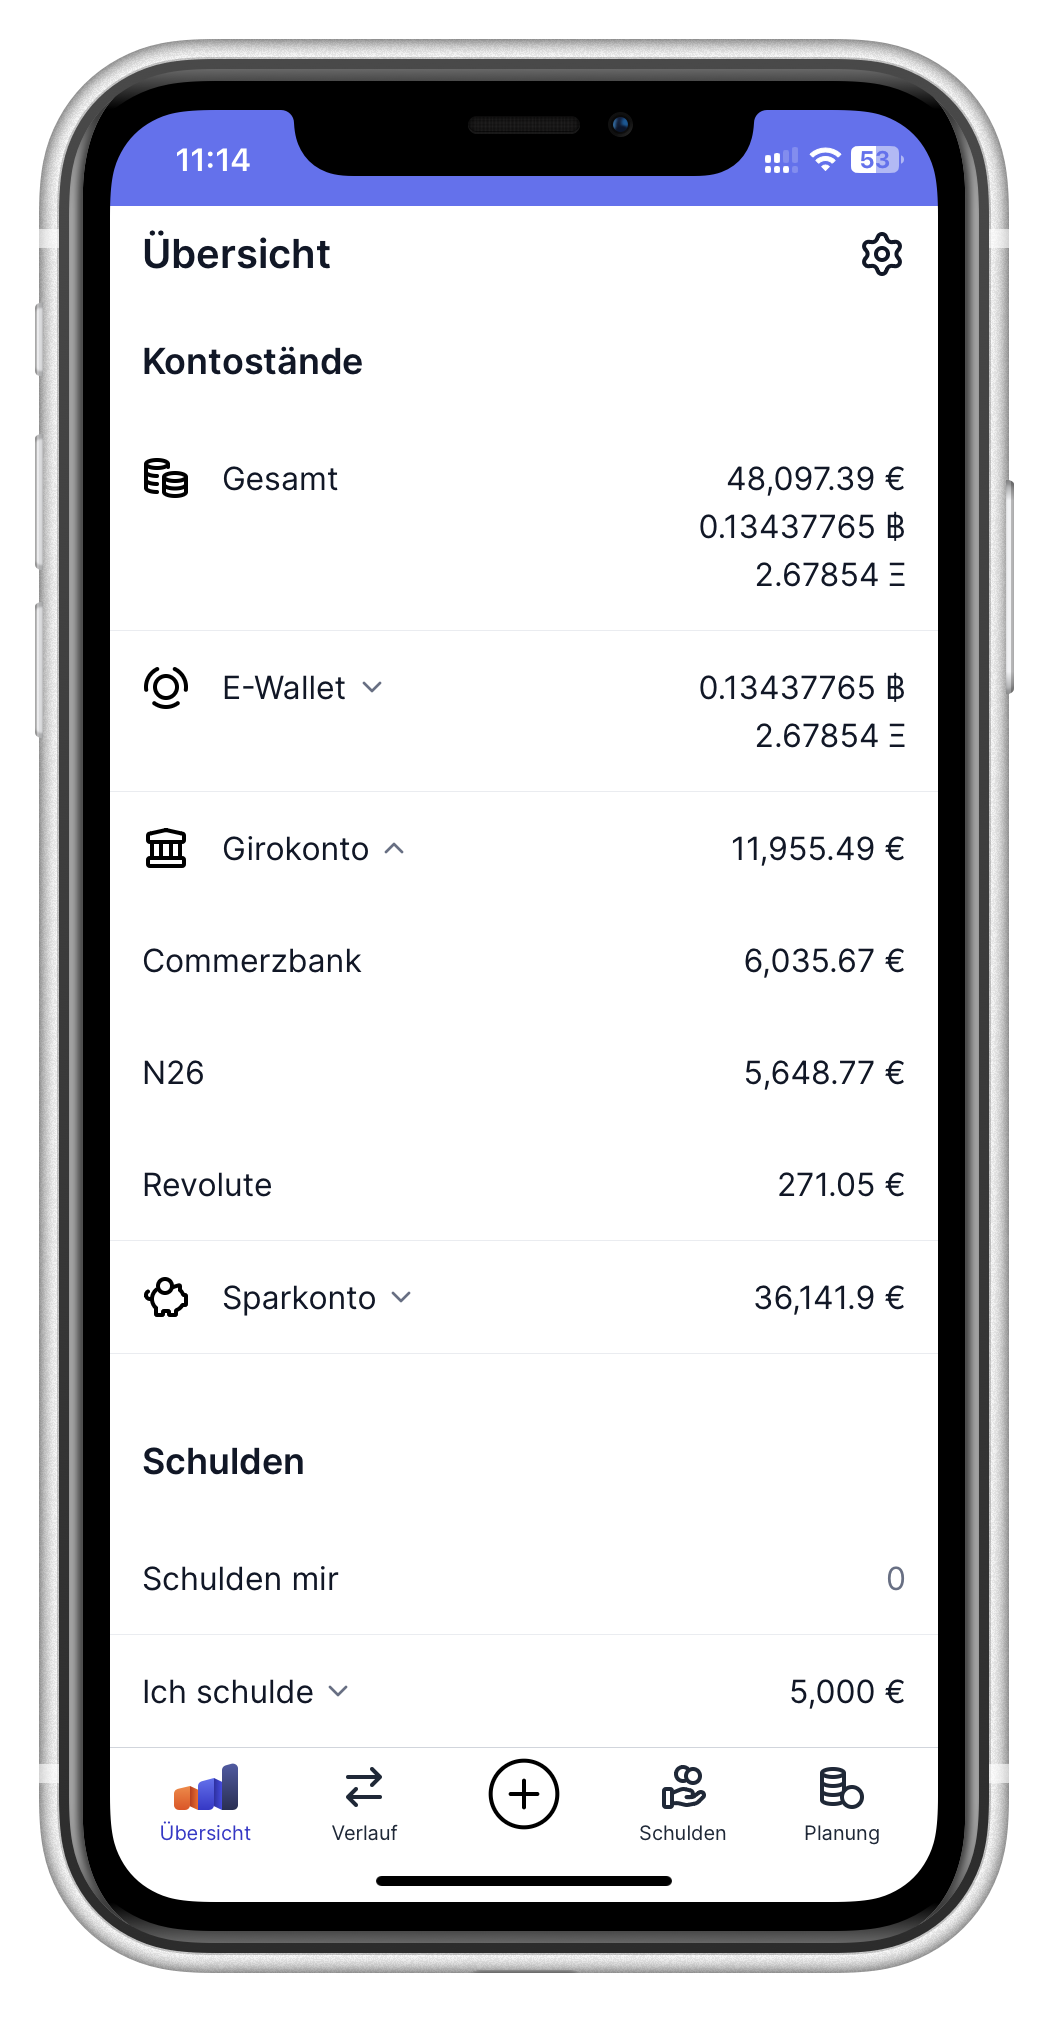 11:14
53
Übersicht
Kontostände
Gesamt 48,097.39 €
0.13437765 ฿
2.67854 Ξ
E-Wallet 0.13437765 ฿
2.67854 Ξ
Girokonto 11,955.49 €
Commerzbank 6,035.67 €
N26 5,648.77 €
Revolute 271.05 €
Sparkonto 36,141.9 €
Schulden
Schulden mir 0
Ich schulde 5,000 €
Übersicht Verlauf Schulden Planung